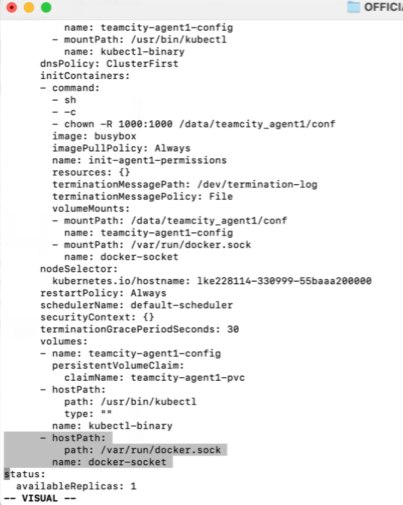 OFFICI
          name: teamcity-agent1-config
        - mountPath: /usr/bin/kubectl
          name: kubectl-binary
      dnsPolicy: ClusterFirst
      initContainers:
      - command:
        - sh
        - -c
        - chown -R 1000:1000 /data/teamcity_agent1/conf
        image: busybox
        imagePullPolicy: Always
        name: init-agent1-permissions
        resources: {}
        terminationMessagePath: /dev/termination-log
        terminationMessagePolicy: File
        volumeMounts:
        - mountPath: /data/teamcity_agent1/conf
          name: teamcity-agent1-config
        - mountPath: /var/run/docker.sock
          name: docker-socket
      nodeSelector:
        kubernetes.io/hostname: lke228114-330999-55baaa200000
      restartPolicy: Always
      schedulerName: default-scheduler
      securityContext: {}
      terminationGracePeriodSeconds: 30
      volumes:
      - name: teamcity-agent1-config
        persistentVolumeClaim:
          claimName: teamcity-agent1-pvc
      - hostPath:
          path: /usr/bin/kubectl
          type: ""
        name: kubectl-binary
      - hostPath:
          path: /var/run/docker.sock
        name: docker-socket
status:
  availableReplicas: 1
-- VISUAL --